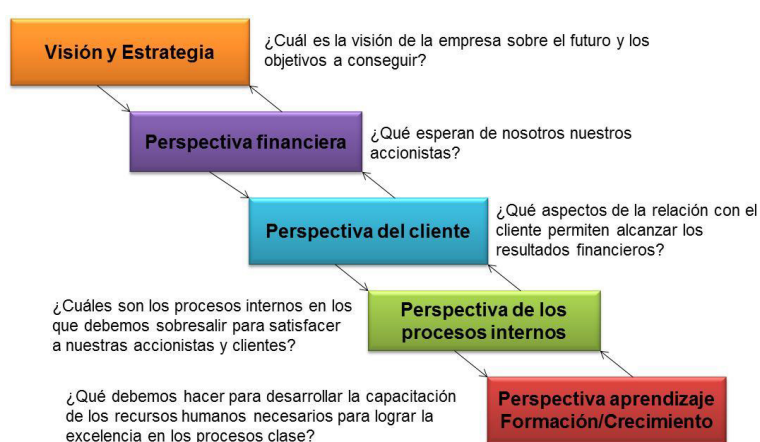 Visión y Estrategia
¿Cuál es la visión de la empresa sobre el futuro y los
objetivos a conseguir?
Perspectiva financiera
¿Qué esperan de nosotros nuestros
accionistas?
Perspectiva del cliente
¿Qué aspectos de la relación con el
cliente permiten alcanzar los
resultados financieros?
¿Cuáles son los procesos internos en los
que debemos sobresalir para satisfacer
a nuestras accionistas y clientes?
Perspectiva de los
procesos internos
¿Qué debemos hacer para desarrollar la capacitación
de los recursos humanos necesarios para lograr la
excelencia en los procesos clase?
Perspectiva aprendizaje
Formación/Crecimiento